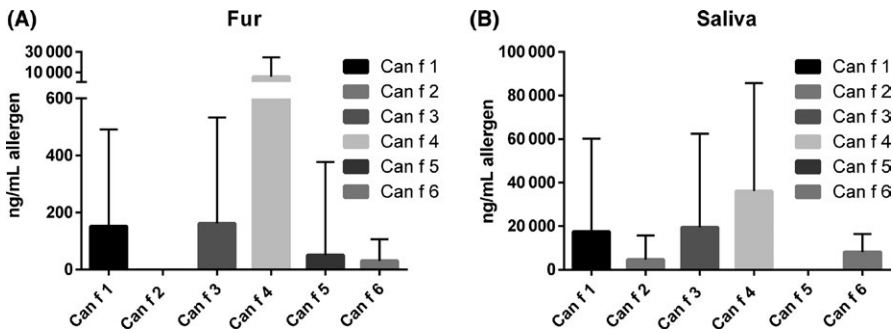 (A)
Fur
ng/mL allergen
30 000
10 000
600
400
200
0
Can f 1
Can f 2
Can f 3
Can f 4
Can f 5
Can f 6
Can f 1
Can f 2
Can f 3
Can f 4
Can f 5
Can f 6
(B)
Saliva
ng/mL allergen
100 000
80 000
60 000
40 000
20 000
0
Can f 1
Can f 2
Can f 3
Can f 4
Can f 5
Can f 6
Can f 1
Can f 2
Can f 3
Can f 4
Can f 5
Can f 6